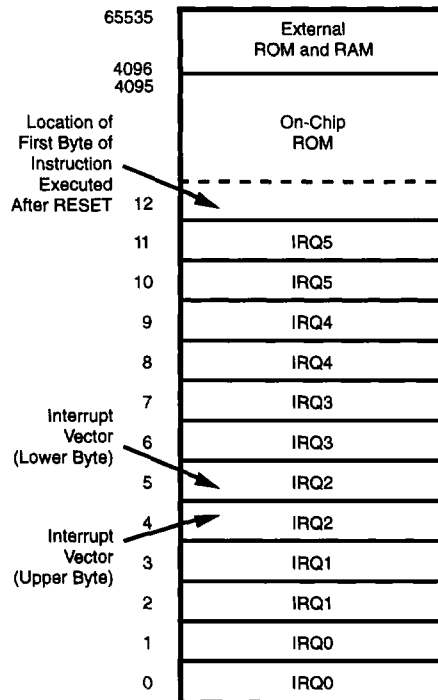 65535
External
ROM and RAM
4096
4095
Location of
First Byte of
Instruction
Executed
After RESET
On-Chip
ROM
12
11 IRQ5
10 IRQ5
9 IRQ4
8 IRQ4
7 IRQ3
Interrupt
Vector
(Lower Byte)
6 IRQ3
5 IRQ2
4 IRQ2
Interrupt
Vector
(Upper Byte)
3 IRQ1
2 IRQ1
1 IRQ0
0 IRQ0